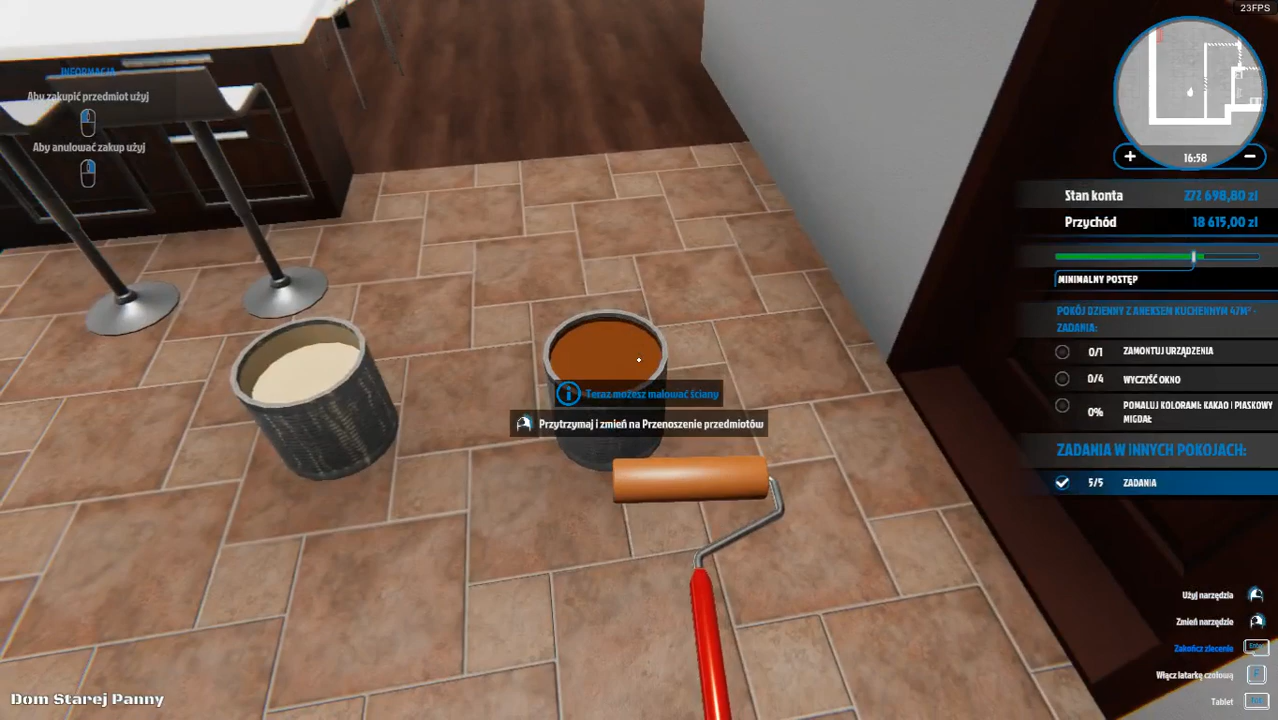 23FPS
INFORMACJA
Aby zakupić przedmiot użyj
Aby anulować zakup użyj
16:58
Stan konta 272 698,80 zł
Przychód 18 615,00 zł
MINIMALNY POSTĘP
POKÓJ DZIENNY Z ANEKSEM KUCHENNYM 47M² -
ZADANIA:
0/1 ZAMONTUJ URZĄDZENIA
0/4 WYCZYŚĆ OKNO
0% POMALUJ KOLORAMI: KAKAO I PIASKOWY
MIGDAŁ
ZADANIA W INNYCH POKOJACH:
5/5 ZADANIA
Teraz możesz malować ściany
Przytrzymaj i zmień na Przenoszenie przedmiotów
Użyj narzędzia
Zmień narzędzie
Zakończ zlecenie Enter
Włącz latarkę czołową F
Tablet Tab
Dom Starej Panny